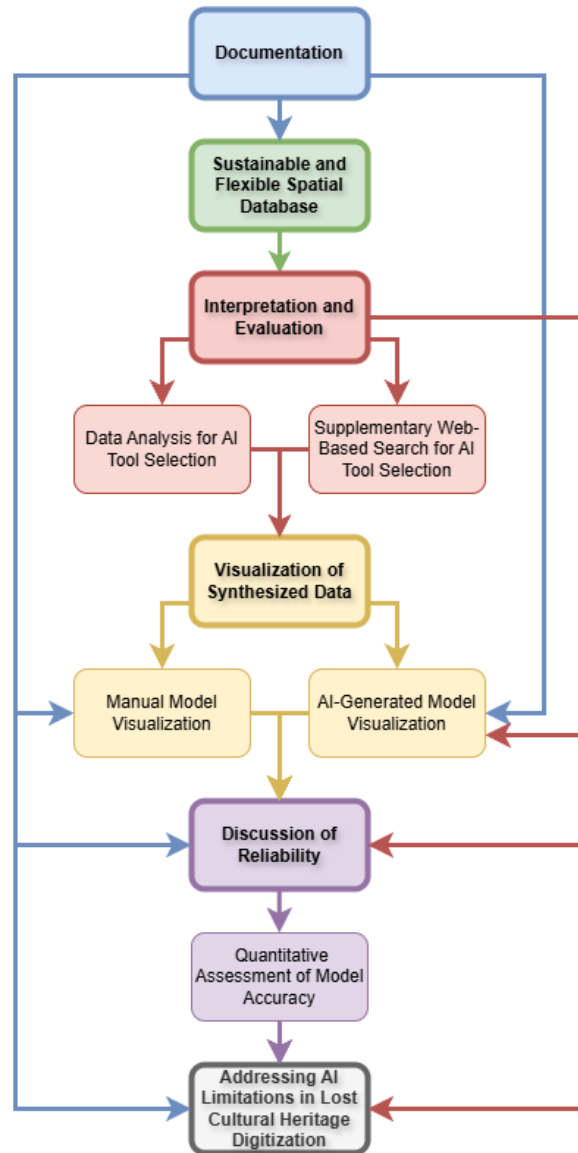 Documentation
Sustainable and
Flexible Spatial
Database
Interpretation and
Evaluation
Data Analysis for AI
Tool Selection
Supplementary Web-
Based Search for AI
Tool Selection
Visualization of
Synthesized Data
Manual Model
Visualization
AI-Generated Model
Visualization
Discussion of
Reliability
Quantitative
Assessment of Model
Accuracy
Addressing AI
Limitations in Lost
Cultural Heritage
Digitization